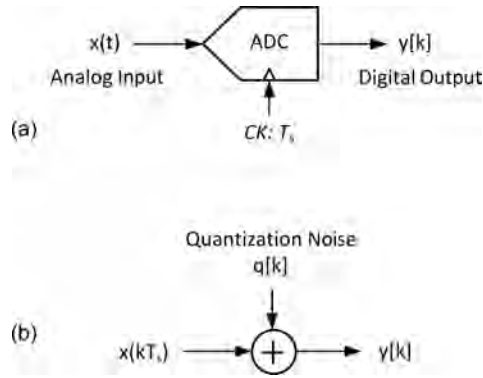 x(t)
ADC
y[k]
Analog Input
Digital Output
(a)
CK: Tₛ
Quantization Noise
q[k]
(b)
x(kTₛ)
+
y[k]